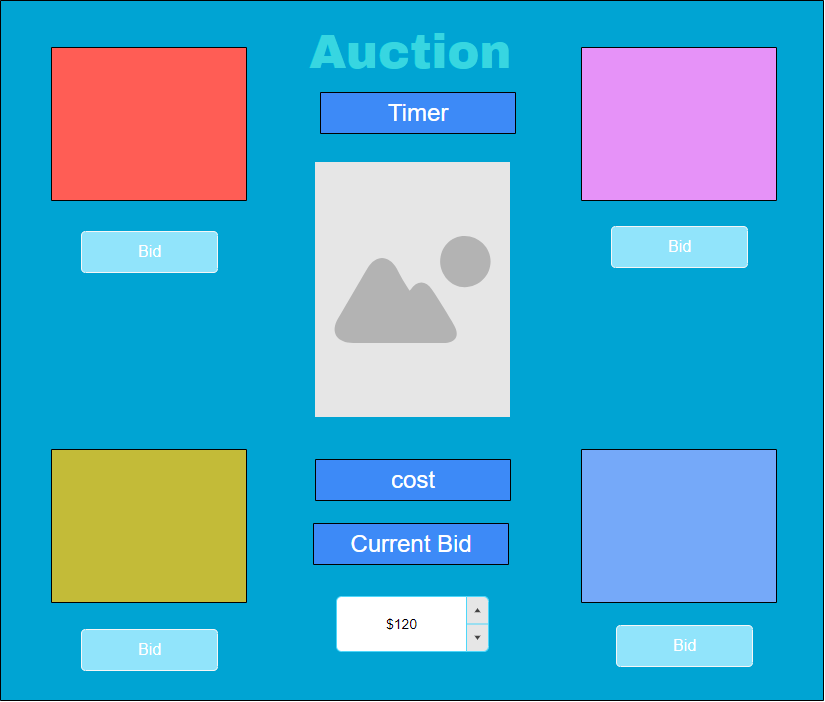 Auction
Timer
Bid
Bid
cost
Current Bid
$120
Bid
Bid